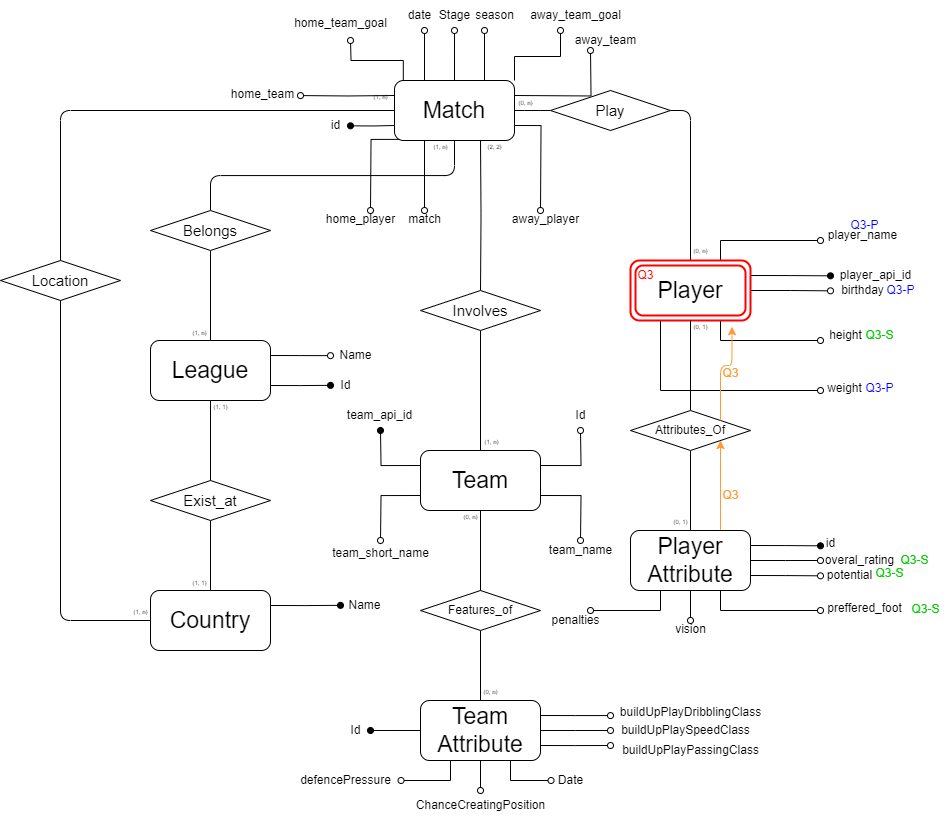 date Stage season away_team_goal
home_team_goal
away_team
home_team
(1, n)
Match
(0, n)
Play
id
(1, n)
(2, 2)
home_player
match
away_player
Belongs
Q3-P
player_name
(0, n)
Location
Q3
Player
player_api_id
birthday Q3-P
Involves
(0, 1)
(1, n)
height Q3-S
League
Name
Id
Q3
weight Q3-P
(1, 1)
team_api_id
Id
Attributes_Of
(1, n)
Team
Exist_at
Q3
(0, n)
(0, 1)
team_short_name
team_name
Player
Attribute
id
overal_rating Q3-S
potential Q3-S
(1, 1)
(1, n)
Country
Name
Features_of
preffered_foot Q3-S
penalties
vision
(0, n)
Team
Attribute
Id
buildUpPlayDribblingClass
buildUpPlaySpeedClass
buildUpPlayPassingClass
defencePressure
Date
ChanceCreatingPosition